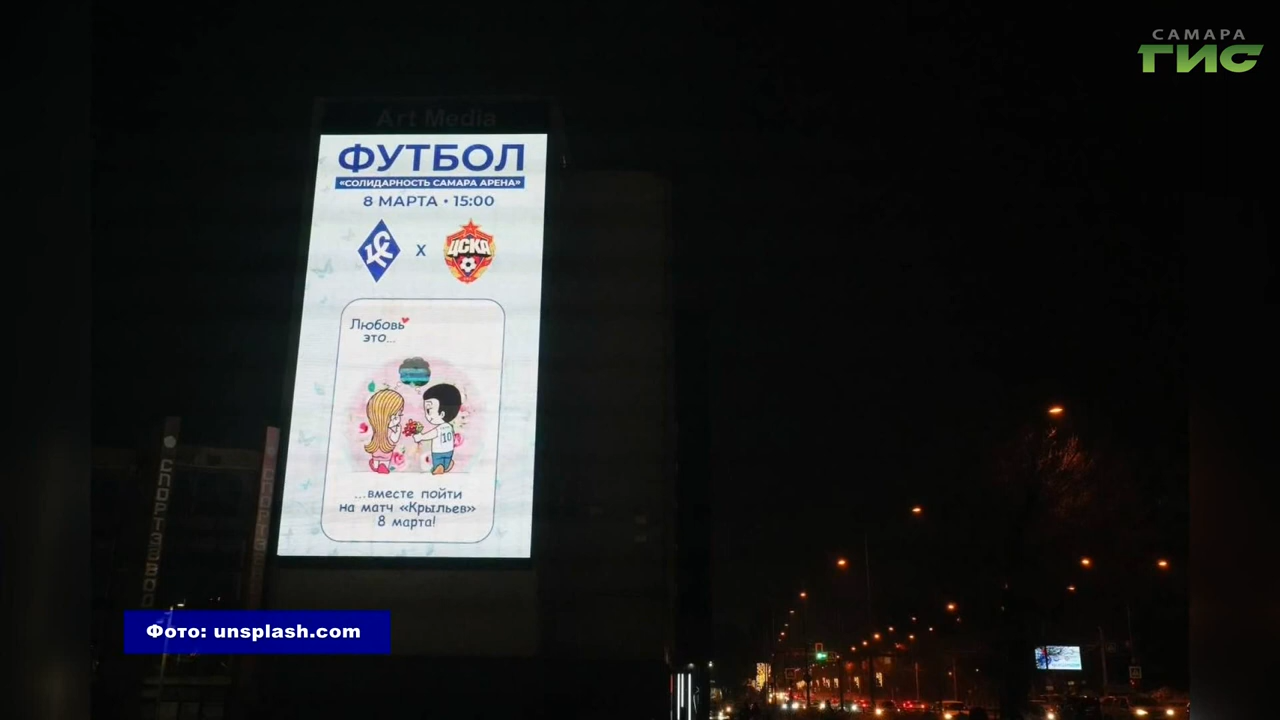 САМАРА
ГИС
Art Media
ФУТБОЛ
«СОЛИДАРНОСТЬ САМАРА АРЕНА»
8 МАРТА • 15:00
КС
X
ЦСКА
Любовь
это...
10
...вместе пойти
на матч «Крыльев»
8 марта!
СПОРТЗАВОД
Фото: unsplash.com